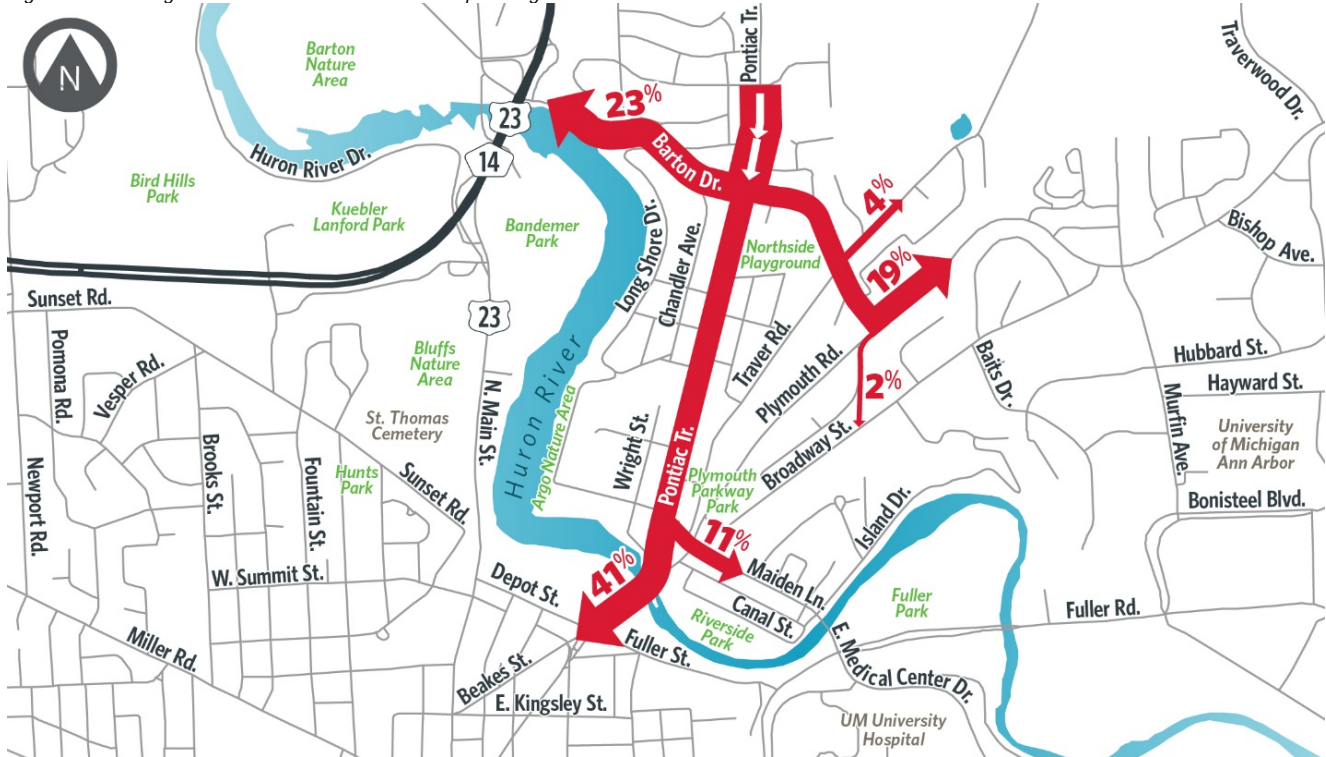 N
Barton
Nature
Area
Huron River Dr.
23
14
Bird Hills
Park
Kuebler
Lanford Park
Bandemer
Park
23%
Barton Dr.
Pontiac Tr.
Traverwood Dr.
4%
19%
Bishop Ave.
Northside
Playground
Long Shore Dr.
Chandler Ave.
Sunset Rd.
Pomona Rd.
Vesper Rd.
23
Bluffs
Nature
Area
Huron River
Argo Nature Area
N. Main St.
St. Thomas
Cemetery
Traver Rd.
Plymouth Rd.
2%
Baits Dr.
Hubbard St.
Hayward St.
Murfin Ave.
University
of Michigan
Ann Arbor
Bonisteel Blvd.
Newport Rd.
Brooks St.
Fountain St.
Hunts
Park
Sunset Rd.
Wright St.
Pontiac Tr.
Plymouth
Parkway
Park
Broadway St.
Island Dr.
11%
Maiden Ln.
Canal St.
41%
W. Summit St.
Depot St.
Riverside
Park
Fuller
Park
Fuller Rd.
Miller Rd.
Beakes St.
Fuller St.
E. Kingsley St.
E. Medical Center Dr.
UM University
Hospital